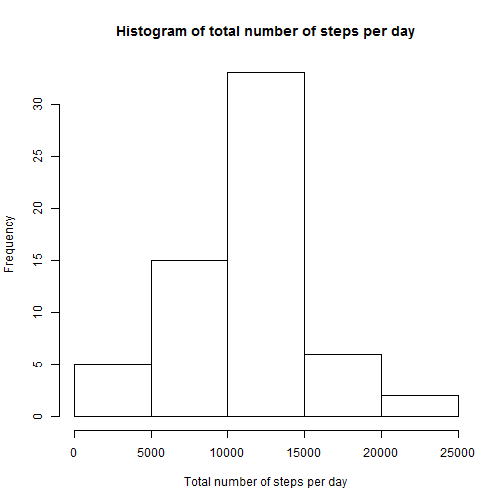 Histogram of total number of steps per day
Frequency
30
25
20
15
10
5
0
0 5000 10000 15000 20000 25000
Total number of steps per day